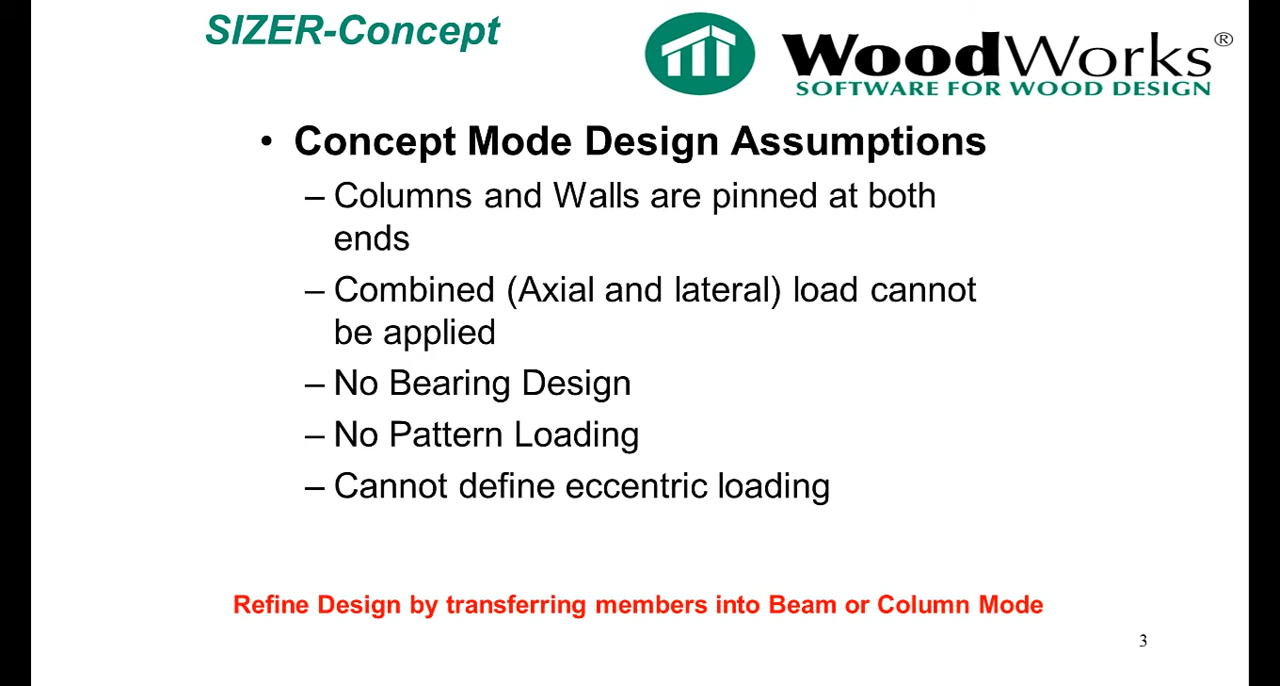 SIZER-Concept
WoodWorks®
SOFTWARE FOR WOOD DESIGN
• Concept Mode Design Assumptions
– Columns and Walls are pinned at both
ends
– Combined (Axial and lateral) load cannot
be applied
– No Bearing Design
– No Pattern Loading
– Cannot define eccentric loading
Refine Design by transferring members into Beam or Column Mode
3